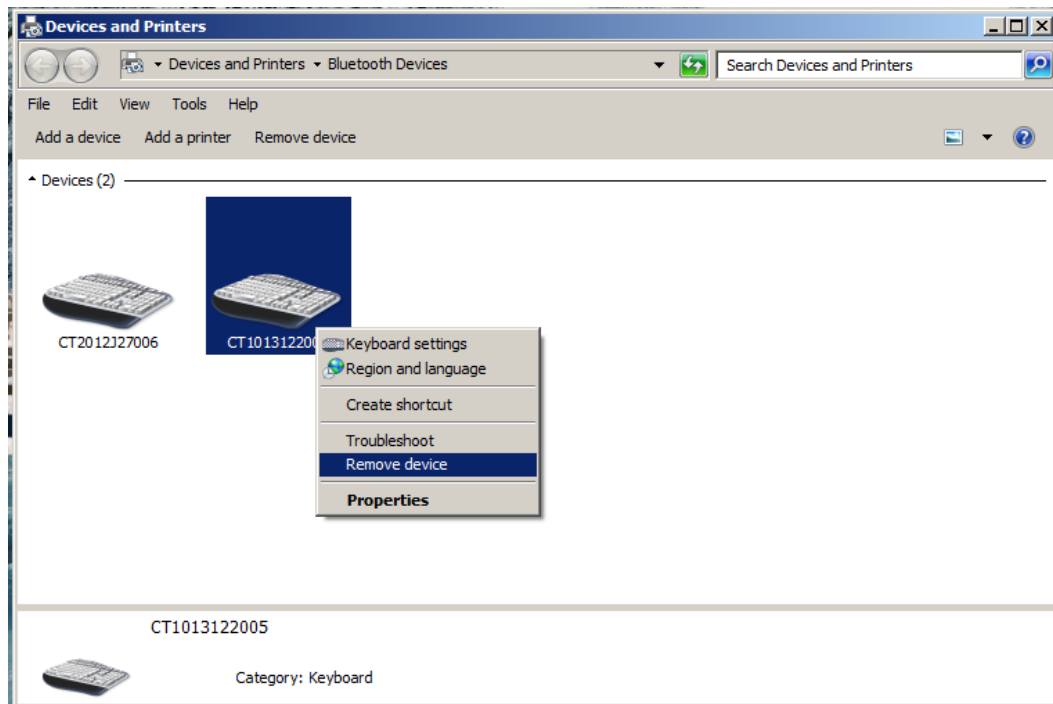 Devices and Printers
Devices and Printers Bluetooth Devices
Search Devices and Printers
File Edit View Tools Help
Add a device Add a printer Remove device
Devices (2)
CT2012J27006
CT10131220
Keyboard settings
Region and language
Create shortcut
Troubleshoot
Remove device
Properties
CT1013122005
Category: Keyboard